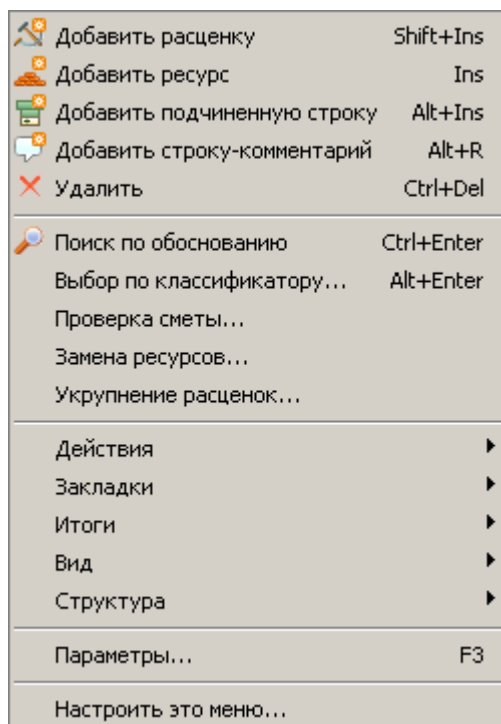 Добавить расценку Shift+Ins
Добавить ресурс Ins
Добавить подчиненную строку Alt+Ins
Добавить строку-комментарий Alt+R
Удалить Ctrl+Del
Поиск по обоснованию Ctrl+Enter
Выбор по классификатору... Alt+Enter
Проверка сметы...
Замена ресурсов...
Укрупнение расценок...
Действия
Закладки
Итоги
Вид
Структура
Параметры... F3
Настроить это меню...